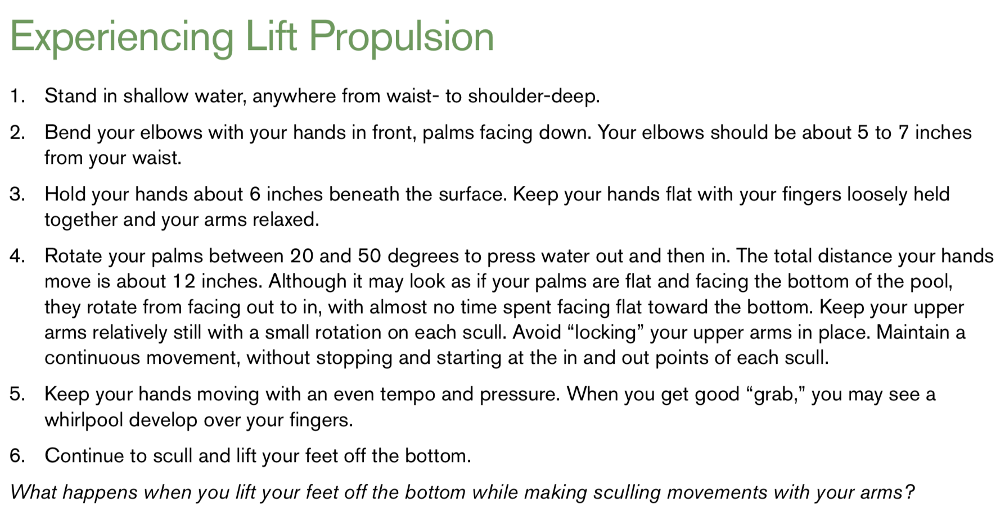 Experiencing Lift Propulsion
1. Stand in shallow water, anywhere from waist- to shoulder-deep.
2. Bend your elbows with your hands in front, palms facing down. Your elbows should be about 5 to 7 inches
from your waist.
3. Hold your hands about 6 inches beneath the surface. Keep your hands flat with your fingers loosely held
together and your arms relaxed.
4. Rotate your palms between 20 and 50 degrees to press water out and then in. The total distance your hands
move is about 12 inches. Although it may look as if your palms are flat and facing the bottom of the pool,
they rotate from facing out to in, with almost no time spent facing flat toward the bottom. Keep your upper
arms relatively still with a small rotation on each scull. Avoid “locking” your upper arms in place. Maintain a
continuous movement, without stopping and starting at the in and out points of each scull.
5. Keep your hands moving with an even tempo and pressure. When you get good “grab,” you may see a
whirlpool develop over your fingers.
6. Continue to scull and lift your feet off the bottom.
What happens when you lift your feet off the bottom while making sculling movements with your arms?